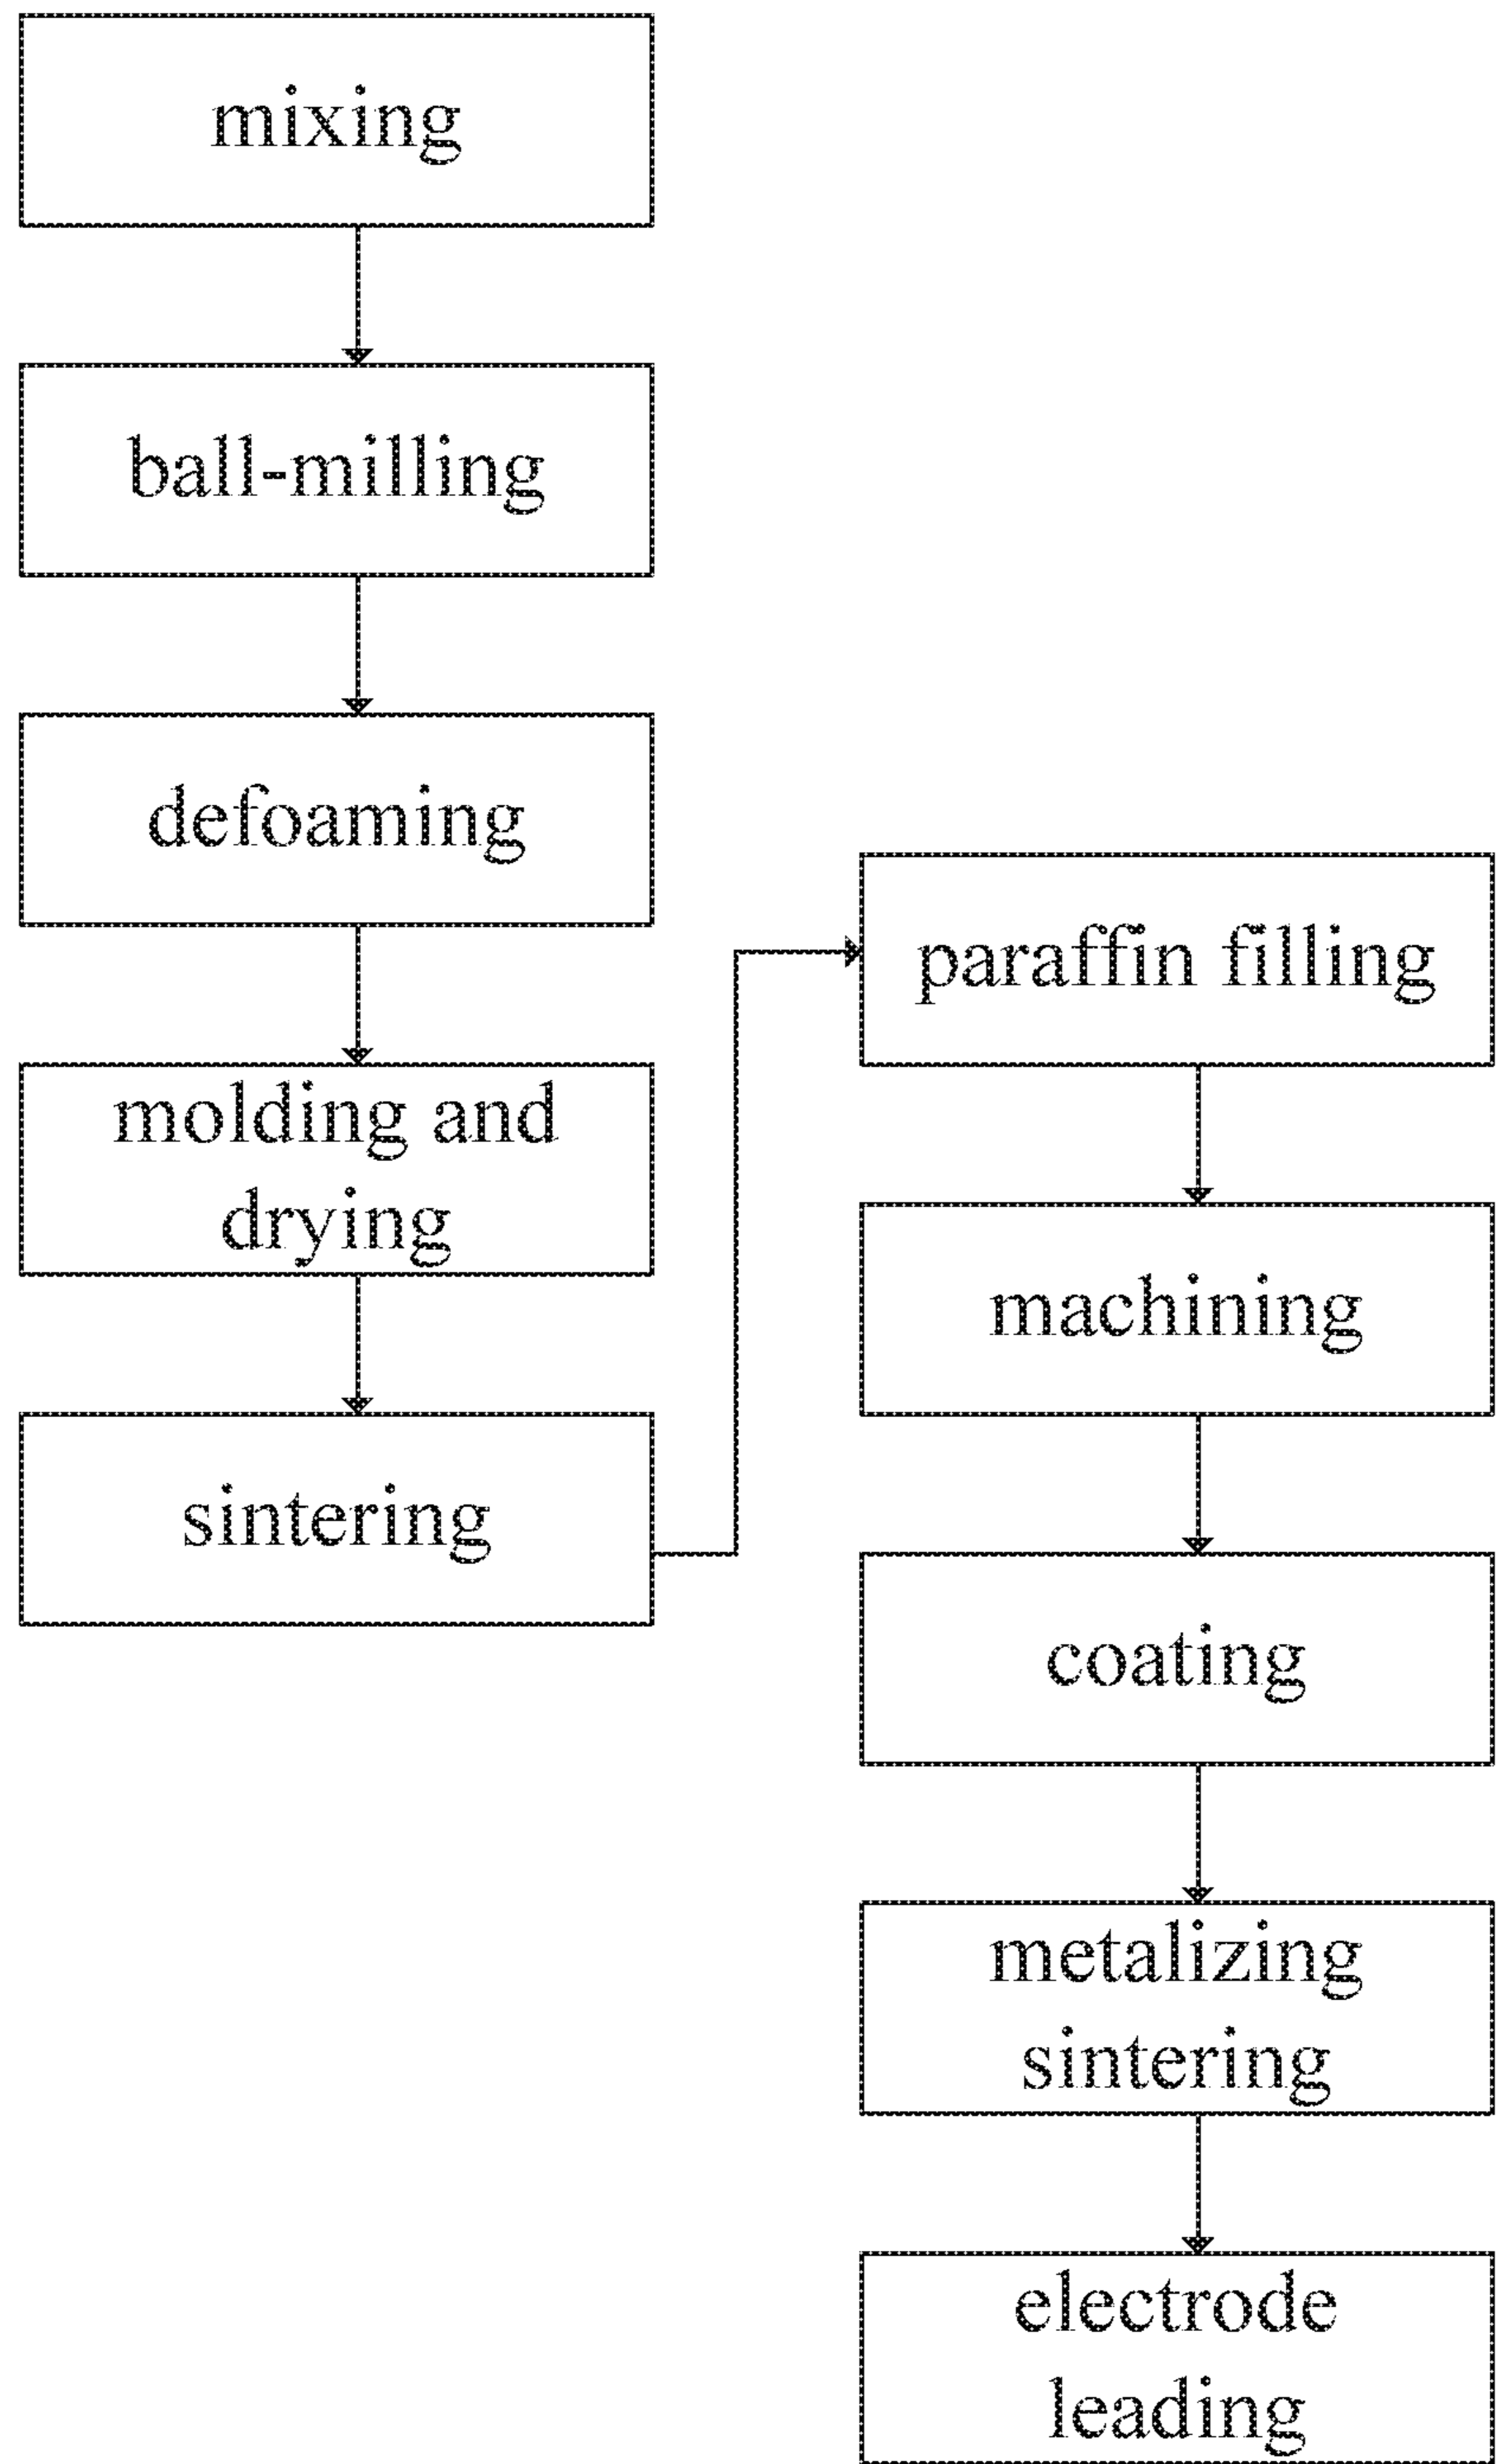 mixing
ball-milling
defoaming
molding and
drying
sintering
paraffin filling
machining
coating
metalizing
sintering
electrode
leading